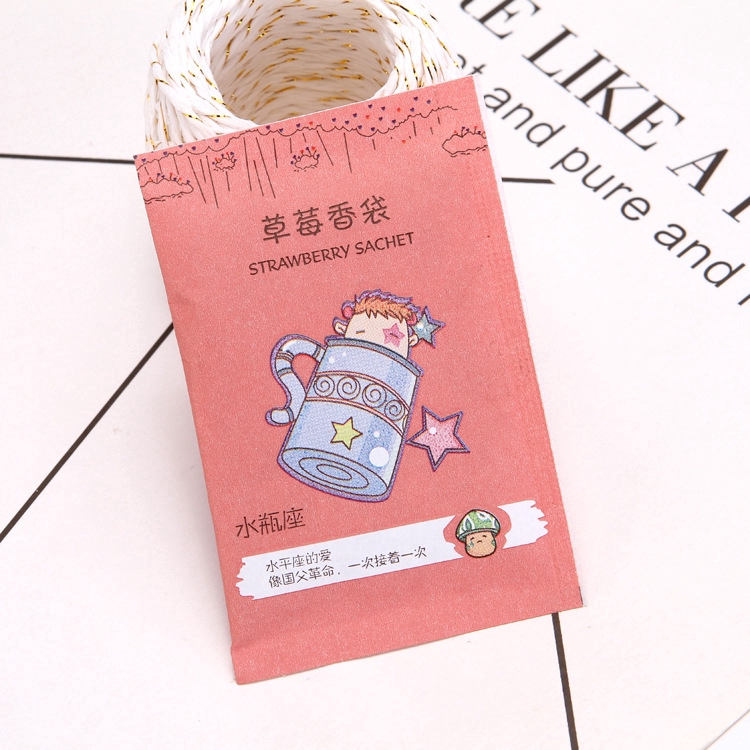 RE LIKE A
and pure and
草莓香袋
STRAWBERRY SACHET
水瓶座
水平座的爱
像国父革命，一次接着一次